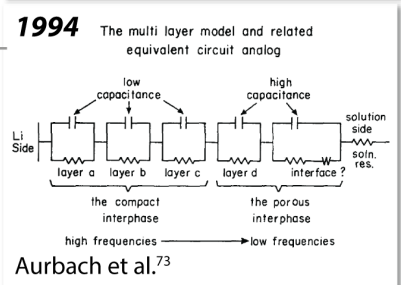 1994 The multi layer model and related
equivalent circuit analog
low
capacitance
high
capacitance
Li
Side
solution
side
soln.
res.
layer a layer b layer c layer d interface ?
W
the compact
interphase
the porous
interphase
high frequencies low frequencies
Aurbach et al.73